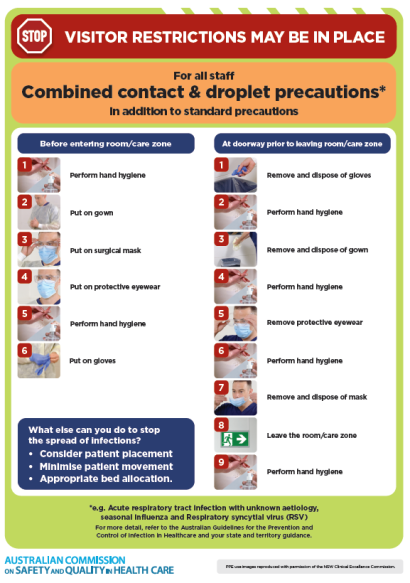 STOP
VISITOR RESTRICTIONS MAY BE IN PLACE
For all staff
Combined contact & droplet precautions*
in addition to standard precautions
Before entering room/care zone
1
Perform hand hygiene
2
Put on gown
3
Put on surgical mask
4
Put on protective eyewear
5
Perform hand hygiene
6
Put on gloves
What else can you do to stop
the spread of infections?
• Consider patient placement
• Minimise patient movement
• Appropriate bed allocation.
At doorway prior to leaving room/care zone
1
Remove and dispose of gloves
2
Perform hand hygiene
3
Remove and dispose of gown
4
Perform hand hygiene
5
Remove protective eyewear
6
Perform hand hygiene
7
Remove and dispose of mask
8
Leave the room/care zone
9
Perform hand hygiene
*e.g. Acute respiratory tract infection with unknown aetiology,
seasonal influenza and Respiratory syncytial virus (RSV)
For more detail, refer to the Australian Guidelines for the Prevention and
Control of Infection in Healthcare and your state and territory guidance.
AUSTRALIAN COMMISSION
ON SAFETY AND QUALITY IN HEALTH CARE
PPE use images reproduced with permission of the NSW Clinical Excellence Commission.